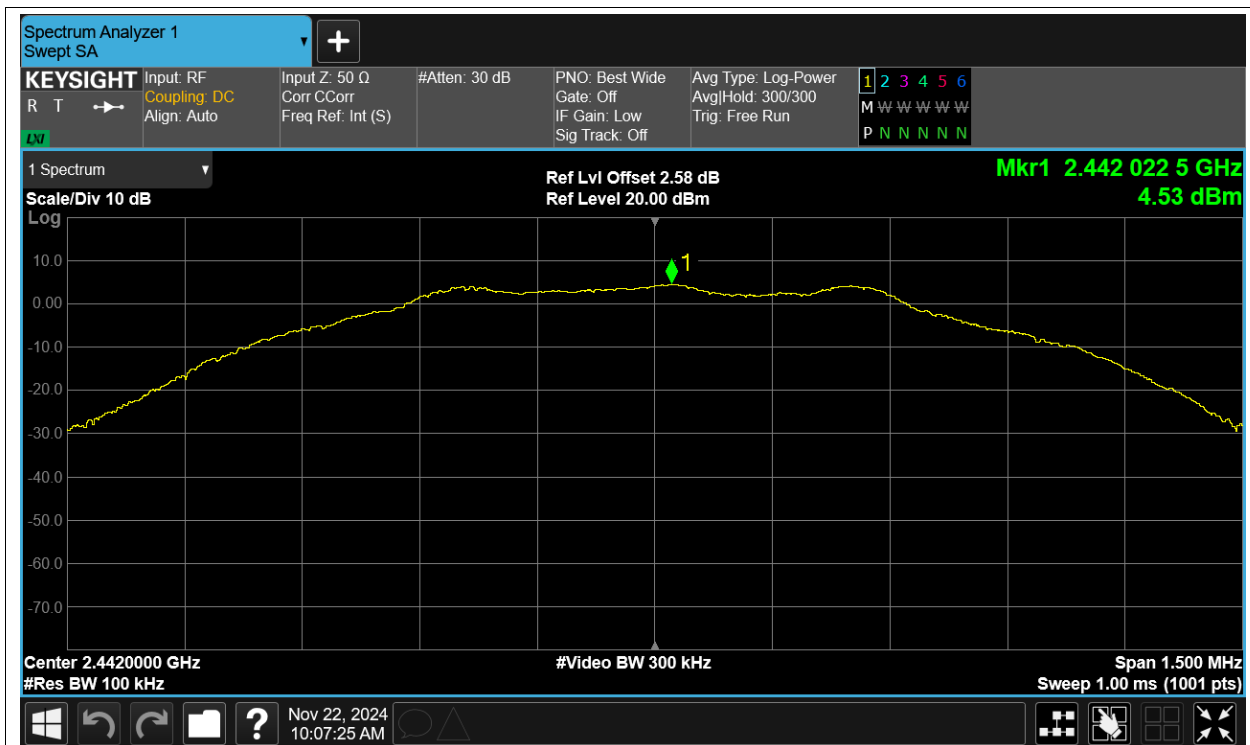 Spectrum Analyzer 1
Swept SA
KEYSIGHT
R T
LXI
Input: RF
Coupling: DC
Align: Auto
Input Z: 50 Ω
Corr CCorr
Freq Ref: Int (S)
#Atten: 30 dB
PNO: Best Wide
Gate: Off
IF Gain: Low
Sig Track: Off
Avg Type: Log-Power
Avg|Hold: 300/300
Trig: Free Run
1 2 3 4 5 6
M W W W W W
P N N N N N
1 Spectrum
Scale/Div 10 dB
Ref Lvl Offset 2.58 dB
Ref Level 20.00 dBm
Mkr1 2.442 022 5 GHz
4.53 dBm
Log
10.0
0.00
-10.0
-20.0
-30.0
-40.0
-50.0
-60.0
-70.0
1
Center 2.4420000 GHz
#Res BW 100 kHz
#Video BW 300 kHz
Span 1.500 MHz
Sweep 1.00 ms (1001 pts)
?
Nov 22, 2024
10:07:25 AM